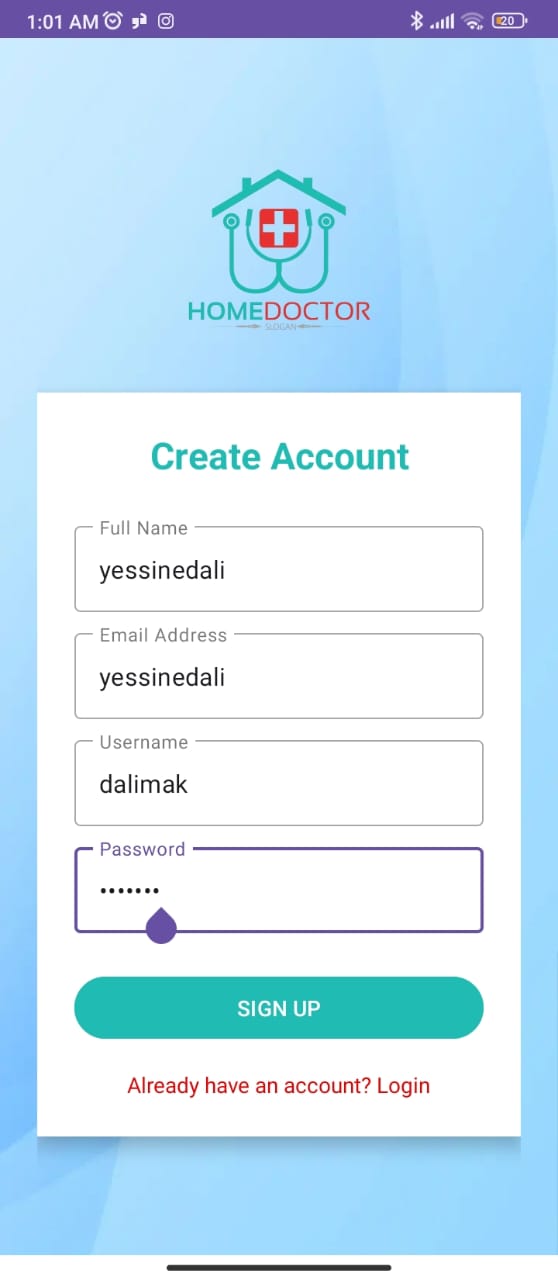 1:01 AM
20
HOMEDOCTOR
SLOGAN
Create Account
Full Name
yessinedali
Email Address
yessinedali
Username
dalimak
Password
•••••••
SIGN UP
Already have an account? Login